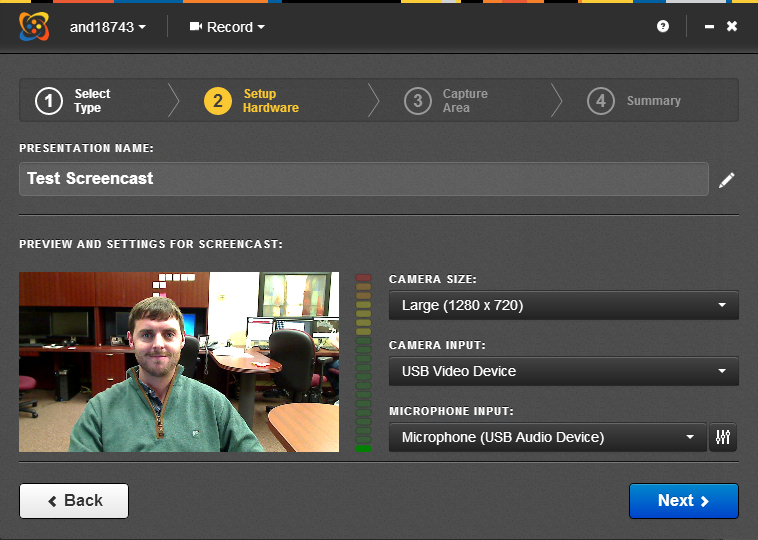 and18743 Record ?
1 Select Type 2 Setup Hardware 3 Capture Area 4 Summary
PRESENTATION NAME:
Test Screencast
PREVIEW AND SETTINGS FOR SCREENCAST:
CAMERA SIZE:
Large (1280 x 720)
CAMERA INPUT:
USB Video Device
MICROPHONE INPUT:
Microphone (USB Audio Device)
Back Next